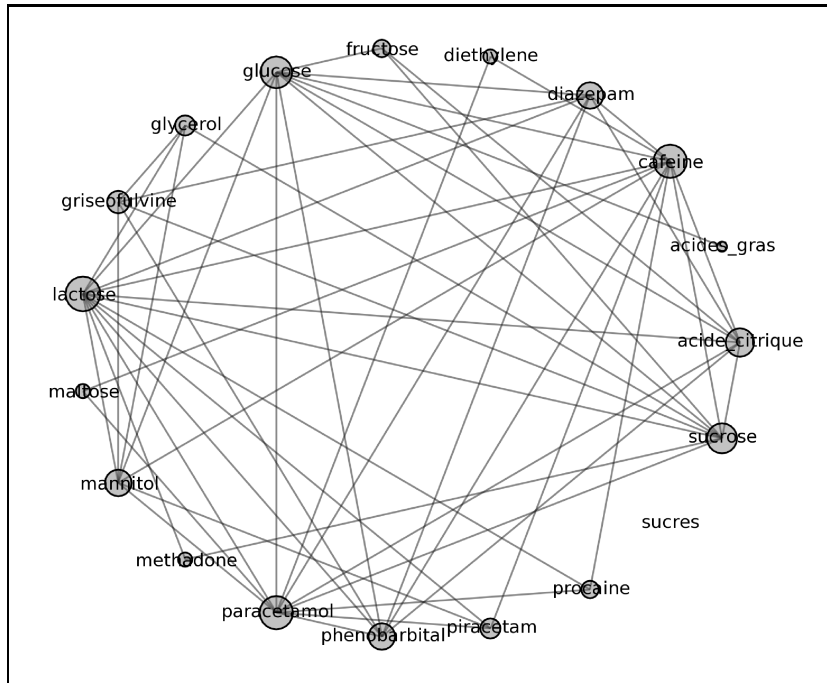 fructose
diethylene
glucose
diazepam
glycerol
cafeine
griseofulvine
acides_gras
lactose
acide_citrique
maltose
sucrose
mannitol
sucres
methadone
procaine
paracetamol
piracetam
phenobarbital